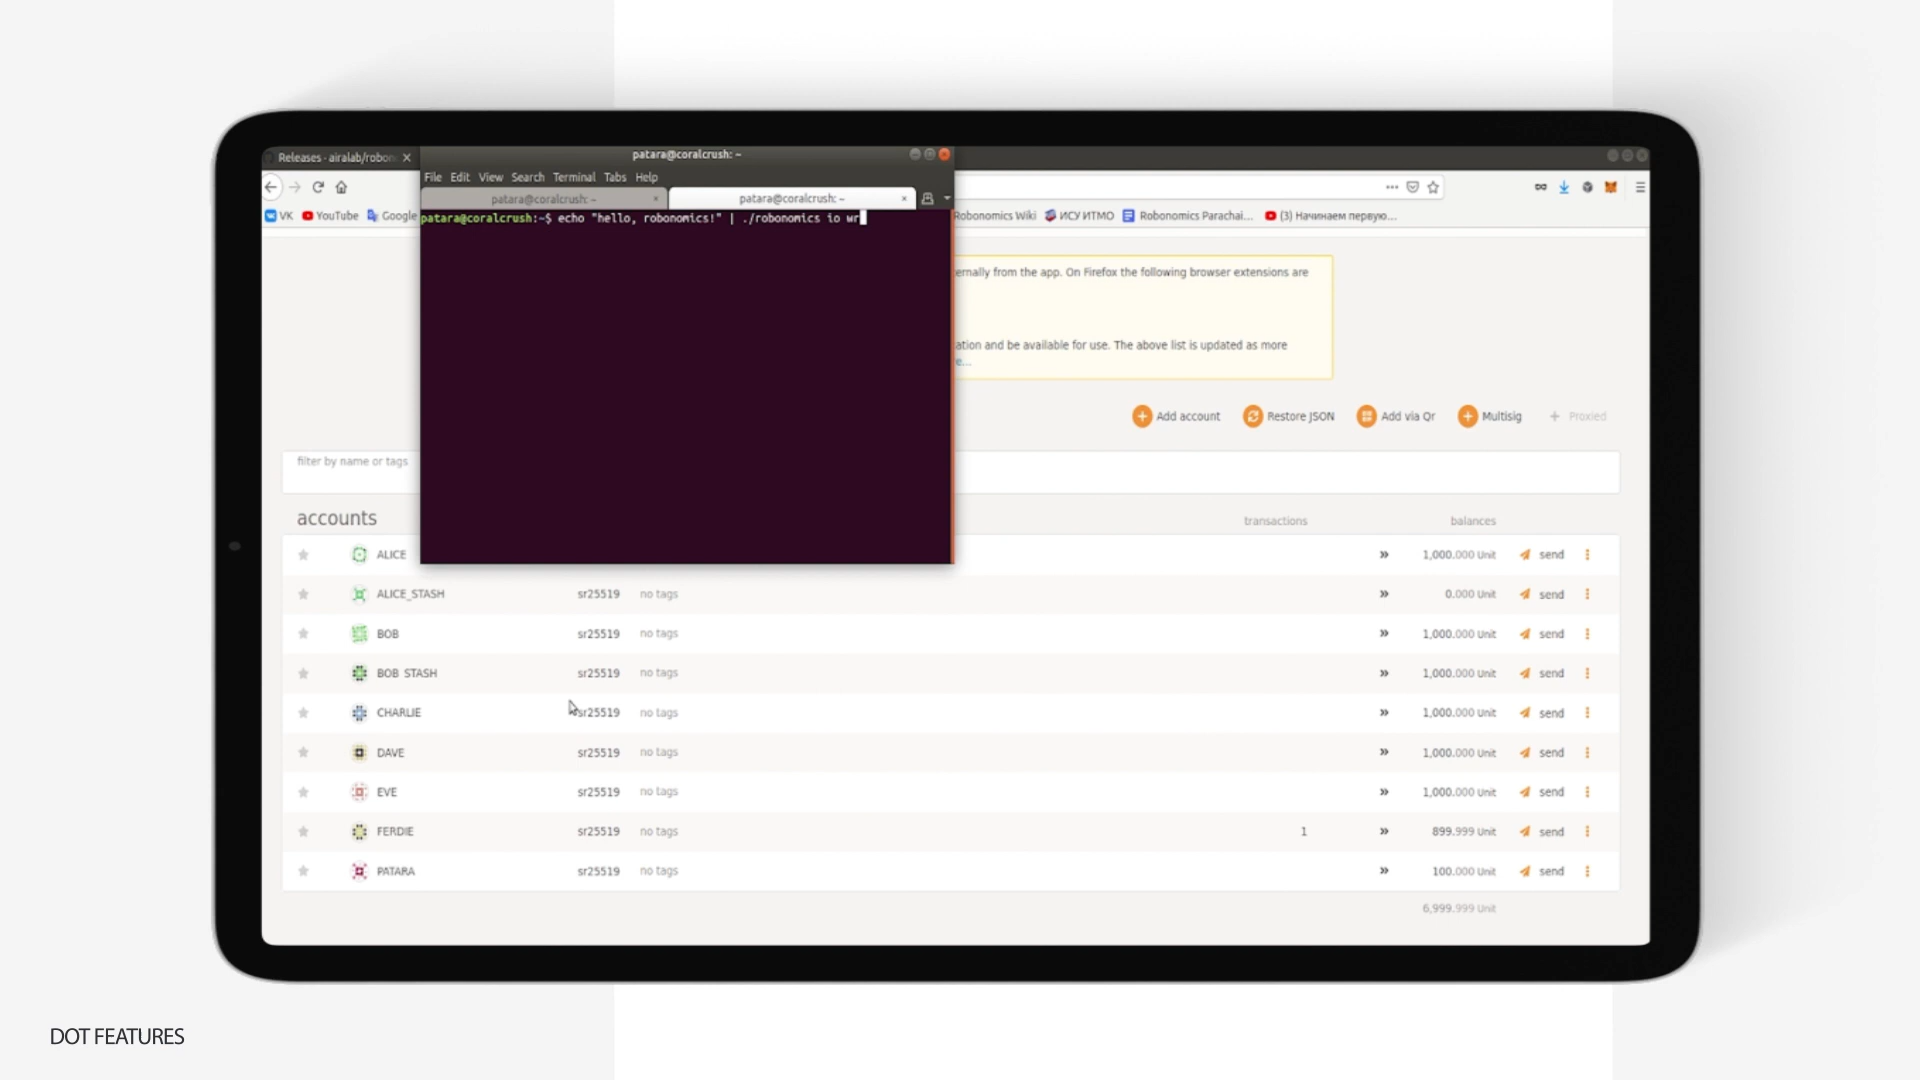 Releases · airalab/robon
patara@coralcrush: ~
File Edit View Search Terminal Tabs Help
patara@coralcrush: ~
patara@coralcrush: ~
VK YouTube Google
Robonomics Wiki ИСУ ИТМО Robonomics Parachai... (3) Начинаем первую...
patara@coralcrush:~$ echo "hello, robonomics!" | ./robonomics io wr
ernally from the app. On Firefox the following browser extensions are
ation and be available for use. The above list is updated as more
e...
Add account Restore JSON Add via Qr Multisig Proxied
filter by name or tags
accounts transactions balances
ALICE 1,000.000 Unit send
ALICE_STASH sr25519 no tags 0.000 Unit send
BOB sr25519 no tags 1,000.000 Unit send
BOB STASH sr25519 no tags 1,000.000 Unit send
CHARLIE sr25519 no tags 1,000.000 Unit send
DAVE sr25519 no tags 1,000.000 Unit send
EVE sr25519 no tags 1,000.000 Unit send
FERDIE sr25519 no tags 1 899.999 Unit send
PATARA sr25519 no tags 100.000 Unit send
6,999.999 Unit
DOT FEATURES